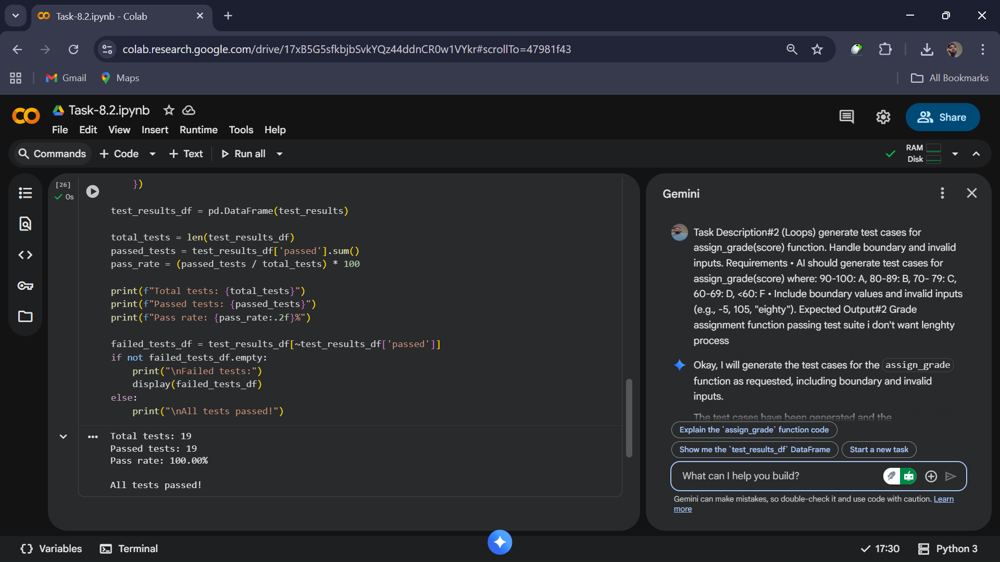 Task-8.2.ipynb - Colab
colab.research.google.com/drive/17xB5G5sfkbjbSvkYQz44ddnCR0w1VYkr#scrollTo=47981f43
Gmail
Maps
All Bookmarks
Task-8.2.ipynb
File Edit View Insert Runtime Tools Help
Share
Commands + Code + Text Run all
RAM
Disk
[26]
0s
})
test_results_df = pd.DataFrame(test_results)
total_tests = len(test_results_df)
passed_tests = test_results_df['passed'].sum()
pass_rate = (passed_tests / total_tests) * 100
print(f"Total tests: {total_tests}")
print(f"Passed tests: {passed_tests}")
print(f"Pass rate: {pass_rate:.2f}%")
failed_tests_df = test_results_df[~test_results_df['passed']]
if not failed_tests_df.empty:
    print("\nFailed tests:")
    display(failed_tests_df)
else:
    print("\nAll tests passed!")
Total tests: 19
Passed tests: 19
Pass rate: 100.00%
All tests passed!
Gemini
Task Description#2 (Loops) generate test cases for
assign_grade(score) function. Handle boundary and invalid
inputs. Requirements • AI should generate test cases for
assign_grade(score) where: 90-100: A, 80-89: B, 70- 79: C,
60-69: D, <60: F • Include boundary values and invalid inputs
(e.g., -5, 105, "eighty"). Expected Output#2 Grade
assignment function passing test suite i don't want lenghty
process
Okay, I will generate the test cases for the assign_grade
function as requested, including boundary and invalid
inputs.
The test cases have been generated and the
Explain the `assign_grade` function code
Show me the `test_results_df` DataFrame
Start a new task
What can I help you build?
Gemini can make mistakes, so double-check it and use code with caution. Learn
more
{} Variables
Terminal
17:30
Python 3